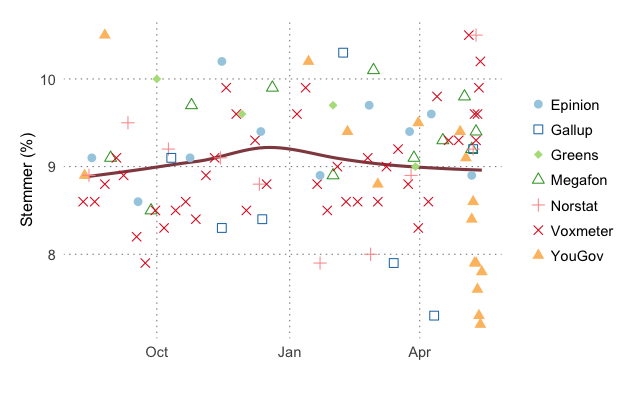 Stemmer (%)
10
9
8
Oct
Jan
Apr
Epinion
Gallup
Greens
Megafon
Norstat
Voxmeter
YouGov